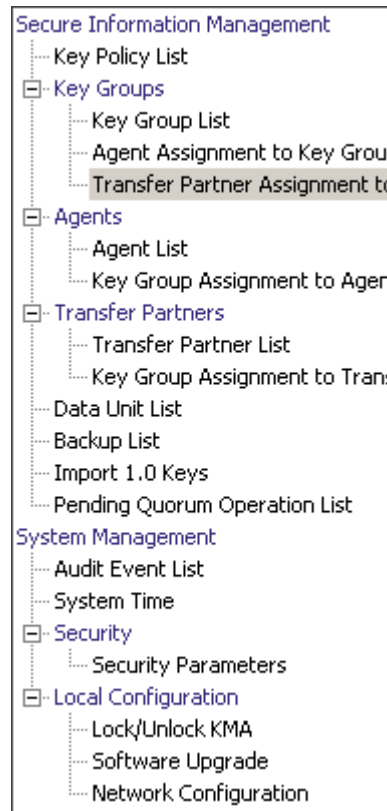 Secure Information Management
Key Policy List
Key Groups
Key Group List
Agent Assignment to Key Grou
Transfer Partner Assignment to
Agents
Agent List
Key Group Assignment to Agen
Transfer Partners
Transfer Partner List
Key Group Assignment to Trans
Data Unit List
Backup List
Import 1.0 Keys
Pending Quorum Operation List
System Management
Audit Event List
System Time
Security
Security Parameters
Local Configuration
Lock/Unlock KMA
Software Upgrade
Network Configuration